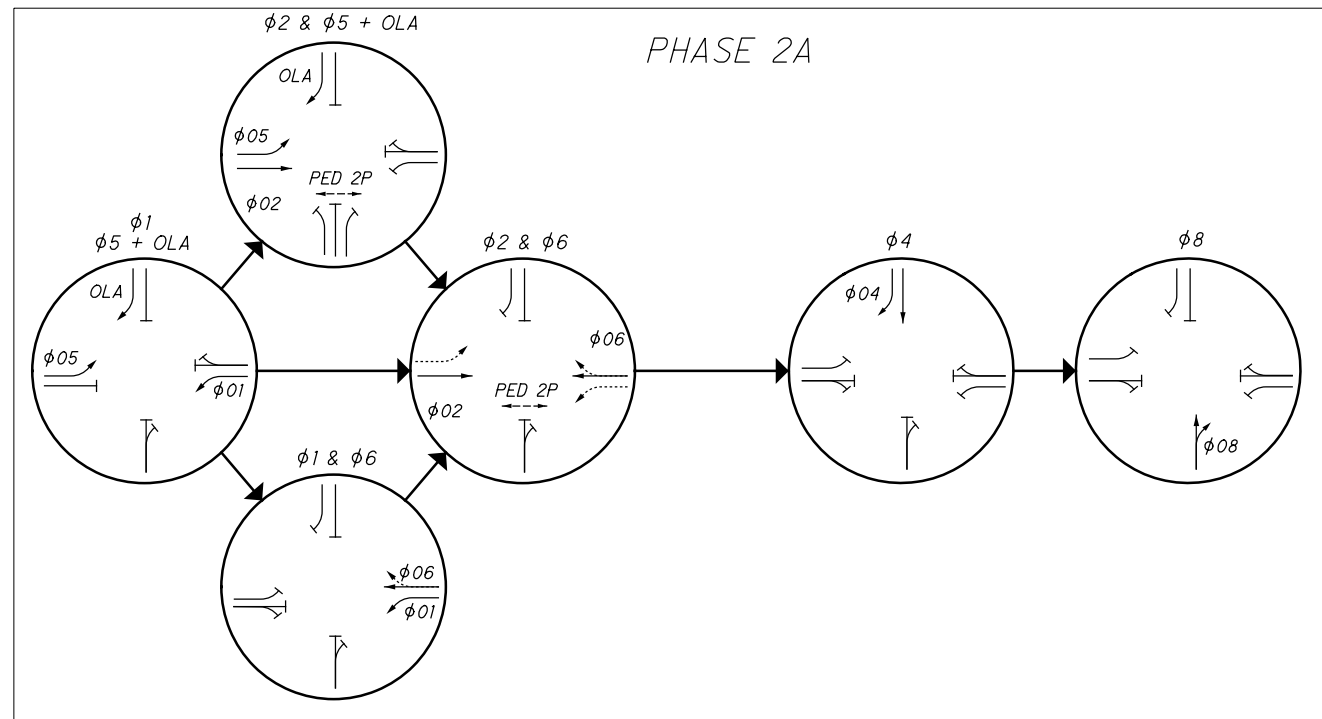 PHASE 2A
φ2 & φ5 + OLA
OLA
φ05
PED 2P
φ02
φ1
φ5 + OLA
OLA
φ05
φ01
φ2 & φ6
φ06
φ02
PED 2P
φ1 & φ6
φ06
φ01
φ4
φ04
φ8
φ08